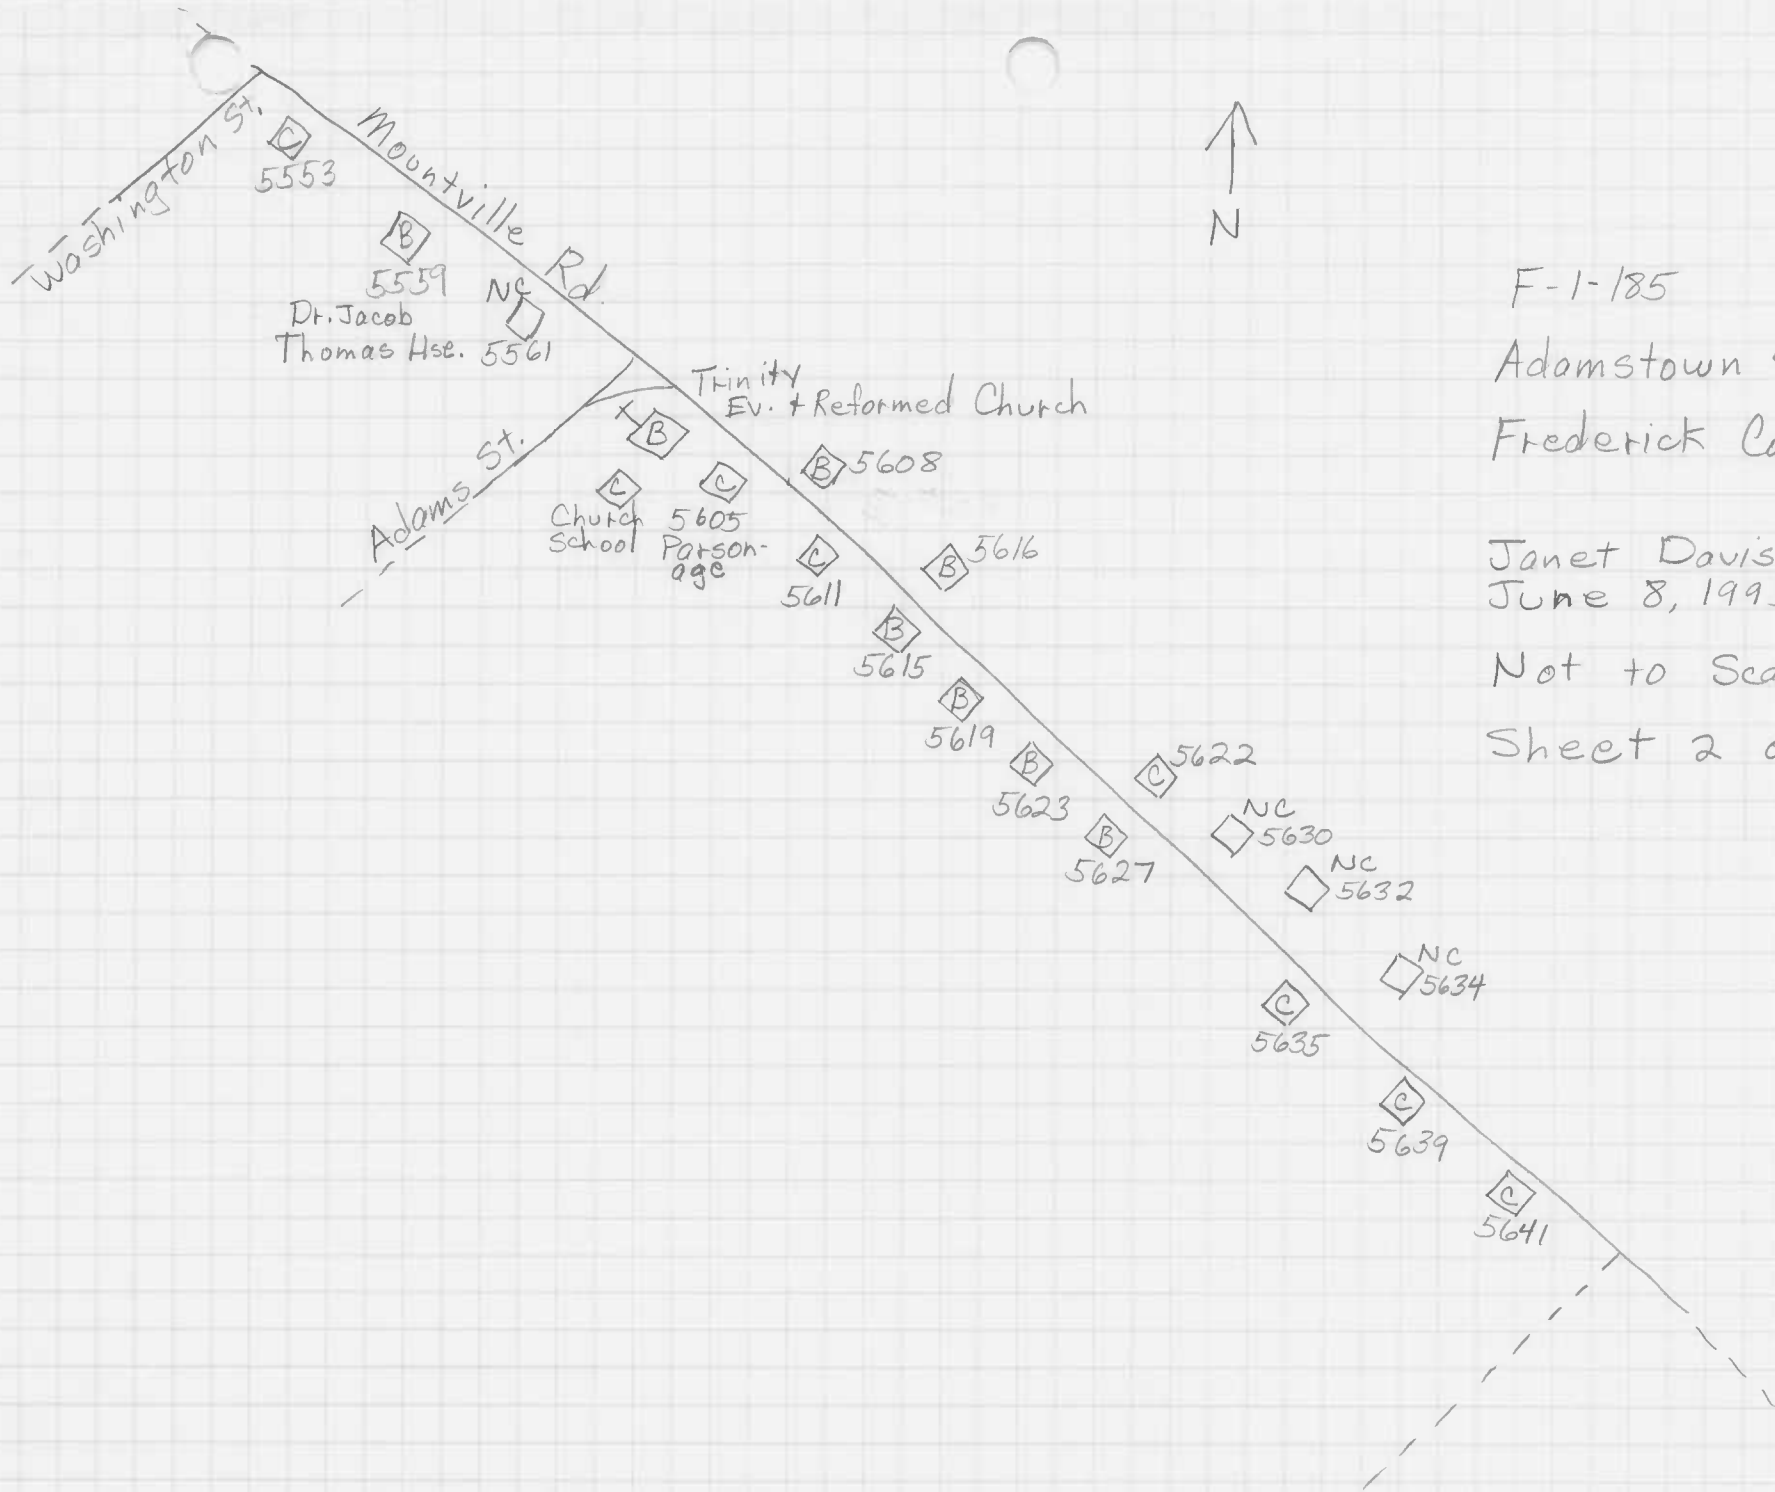 Washington St.
C
5553
Mountville Rd.
B
5559
Dr. Jacob
Thomas Hse.
NC
5561
Adams St.
Trinity
Ev. + Reformed Church
B
C
Church
School
C
5605
Parson-
age
B 5608
C
5611
B 5616
B
5615
B
5619
B
5623
B
5627
C 5622
NC
5630
NC
5632
NC
5634
C
5635
C
5639
C
5641
N
F-1-185
Adamstown
Frederick
Janet Davis
June 8, 199
Not to
Sheet 2